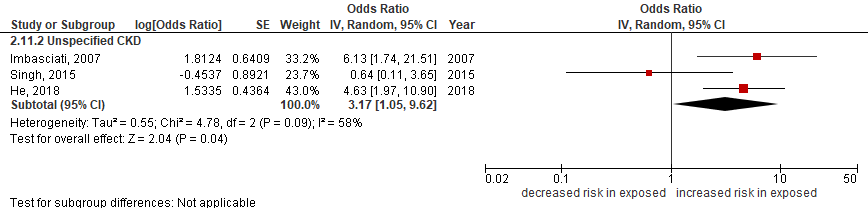 Odds Ratio Odds Ratio
Study or Subgroup log[Odds Ratio] SE Weight IV, Random, 95% CI Year IV, Random, 95% CI
2.11.2 Unspecified CKD
Imbasciati, 2007 1.8124 0.6409 33.2% 6.13 [1.74, 21.51] 2007
Singh, 2015 -0.4537 0.8921 23.7% 0.64 [0.11, 3.65] 2015
He, 2018 1.5335 0.4364 43.0% 4.63 [1.97, 10.90] 2018
Subtotal (95% CI) 100.0% 3.17 [1.05, 9.62]
Heterogeneity: Tau² = 0.55; Chi² = 4.78, df = 2 (P = 0.09); I² = 58%
Test for overall effect: Z = 2.04 (P = 0.04)
0.02 0.1 1 10 50
decreased risk in exposed increased risk in exposed
Test for subgroup differences: Not applicable